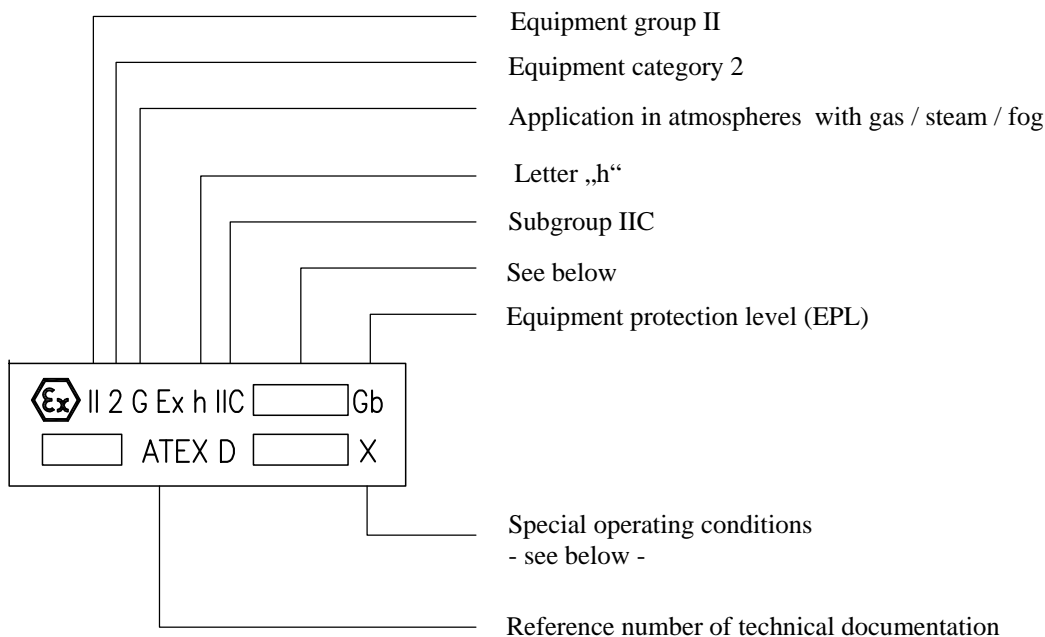 Equipment group II
Equipment category 2
Application in atmospheres with gas / steam / fog
Letter „h“
Subgroup IIC
See below
Equipment protection level (EPL)
Ex II 2 G Ex h IIC Gb
ATEX D X
Special operating conditions
- see below -
Reference number of technical documentation